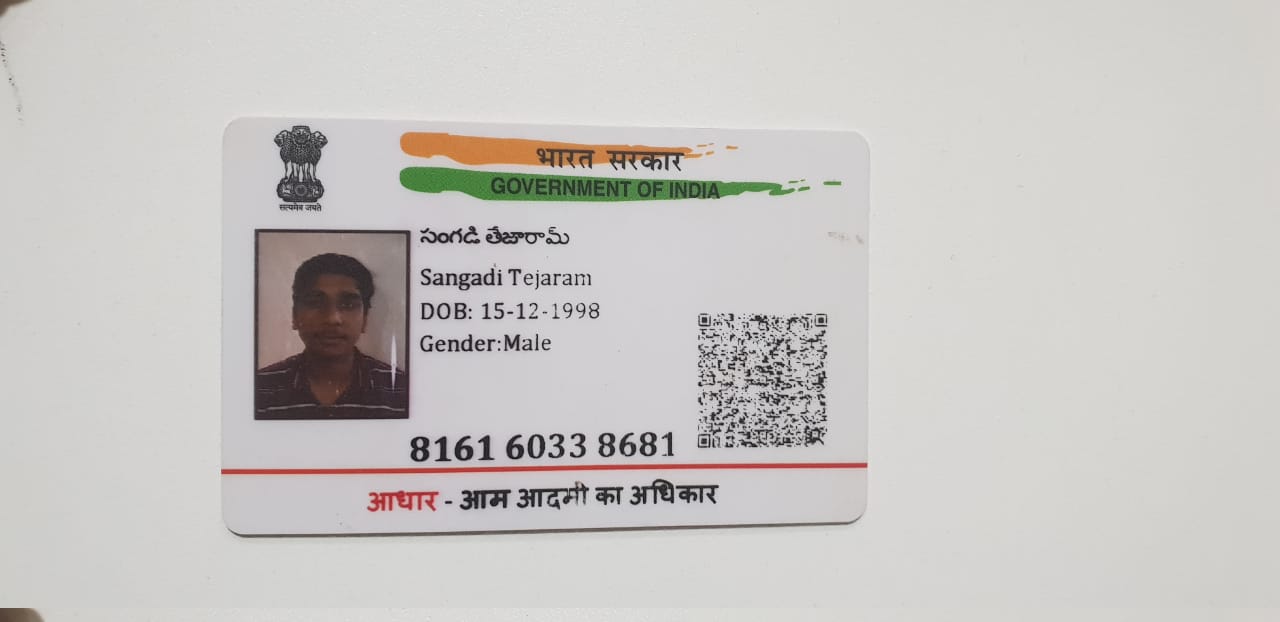 भारत सरकार
GOVERNMENT OF INDIA
सत्यमेव जयते
సంగడి తేజారామ్
Sangadi Tejaram
DOB: 15-12-1998
Gender:Male
8161 6033 8681
आधार - आम आदमी का अधिकार